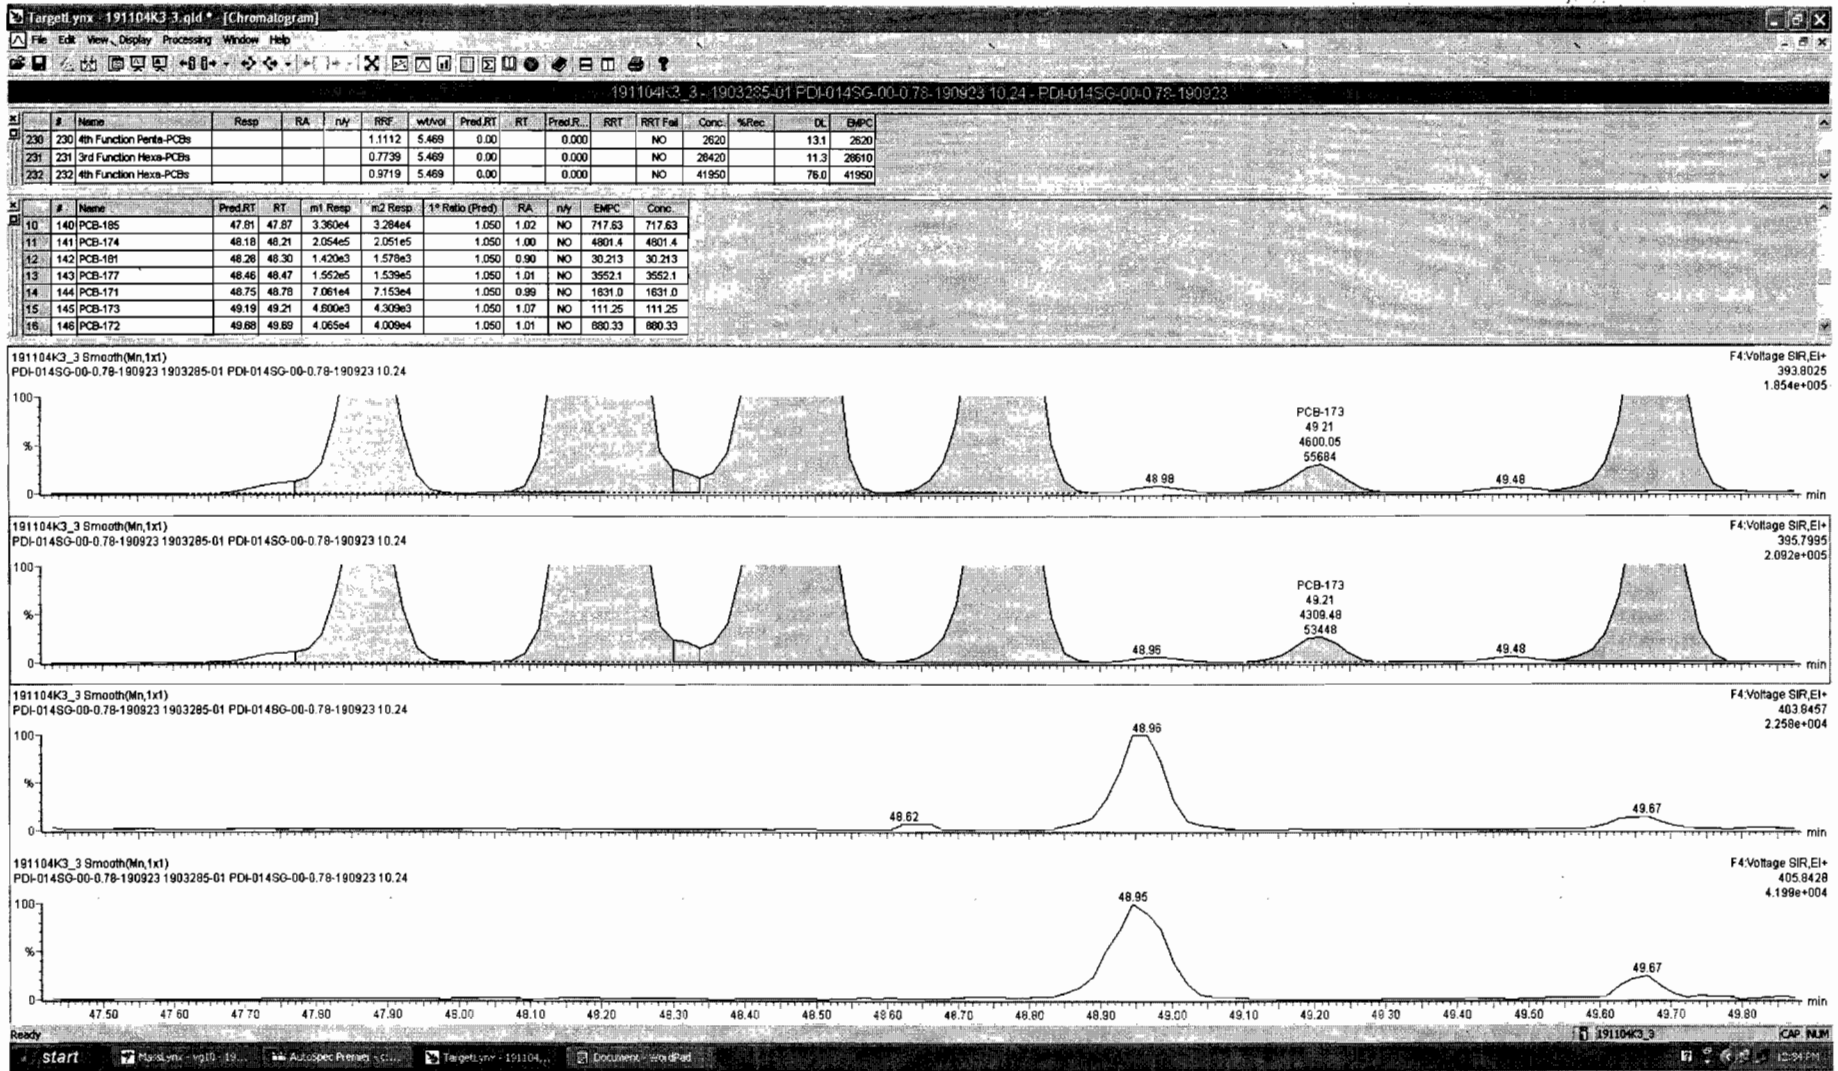 TargetLynx - 191104K3-3.qld * [Chromatogram]
File Edit View Display Processing Window Help
191104K3_3 - 1903285-01 PDI-014SG-00-0.78-190923 10.24 - PDI-014SG-00-0.78-190923
# Name Resp RA n/y RRF wt/vol Pred.RT RT Pred.R... RRT RRT Fail Conc. %Rec DL EMPC
230 230 4th Function Penta-PCBs 1.1112 5.469 0.00 0.000 NO 2620 13.1 2620
231 231 3rd Function Hexa-PCBs 0.7739 5.469 0.00 0.000 NO 28420 11.3 28610
232 232 4th Function Hexa-PCBs 0.9719 5.469 0.00 0.000 NO 41950 76.0 41950
# Name Pred.RT RT m1 Resp m2 Resp 1° Ratio (Pred) RA n/y EMPC Conc.
10 140 PCB-185 47.81 47.87 3.360e4 3.284e4 1.050 1.02 NO 717.63 717.63
11 141 PCB-174 48.18 48.21 2.054e5 2.051e5 1.050 1.00 NO 4801.4 4801.4
12 142 PCB-181 48.28 48.30 1.420e3 1.578e3 1.050 0.90 NO 30.213 30.213
13 143 PCB-177 48.46 48.47 1.552e5 1.539e5 1.050 1.01 NO 3552.1 3552.1
14 144 PCB-171 48.75 48.78 7.061e4 7.153e4 1.050 0.99 NO 1631.0 1631.0
15 145 PCB-173 49.19 49.21 4.600e3 4.309e3 1.050 1.07 NO 111.25 111.25
16 146 PCB-172 49.68 49.69 4.065e4 4.009e4 1.050 1.01 NO 880.33 880.33
191104K3_3 Smooth(Mn,1x1)
PDI-014SG-00-0.78-190923 1903285-01 PDI-014SG-00-0.78-190923 10.24
F4:Voltage SIR,EI+
393.8025
1.854e+005
100
%
0
PCB-173
49.21
4600.05
55684
48.98
49.48
min
191104K3_3 Smooth(Mn,1x1)
PDI-014SG-00-0.78-190923 1903285-01 PDI-014SG-00-0.78-190923 10.24
F4:Voltage SIR,EI+
395.7995
2.092e+005
100
%
0
PCB-173
49.21
4309.48
53448
48.95
49.48
min
191104K3_3 Smooth(Mn,1x1)
PDI-014SG-00-0.78-190923 1903285-01 PDI-014SG-00-0.78-190923 10.24
F4:Voltage SIR,EI+
403.8457
2.258e+004
100
%
0
48.62
48.96
49.67
min
191104K3_3 Smooth(Mn,1x1)
PDI-014SG-00-0.78-190923 1903285-01 PDI-014SG-00-0.78-190923 10.24
F4:Voltage SIR,EI+
405.8428
4.199e+004
100
%
0
48.95
49.67
min
47.50 47.60 47.70 47.80 47.90 48.00 48.10 48.20 48.30 48.40 48.50 48.60 48.70 48.80 48.90 49.00 49.10 49.20 49.30 49.40 49.50 49.60 49.70 49.80
Ready 191104K3_3 CAP NUM
start MassLynx - vg10 - 19... Autospec Premier - c:... TargetLynx - 191104... Document - WordPad 12:34 PM